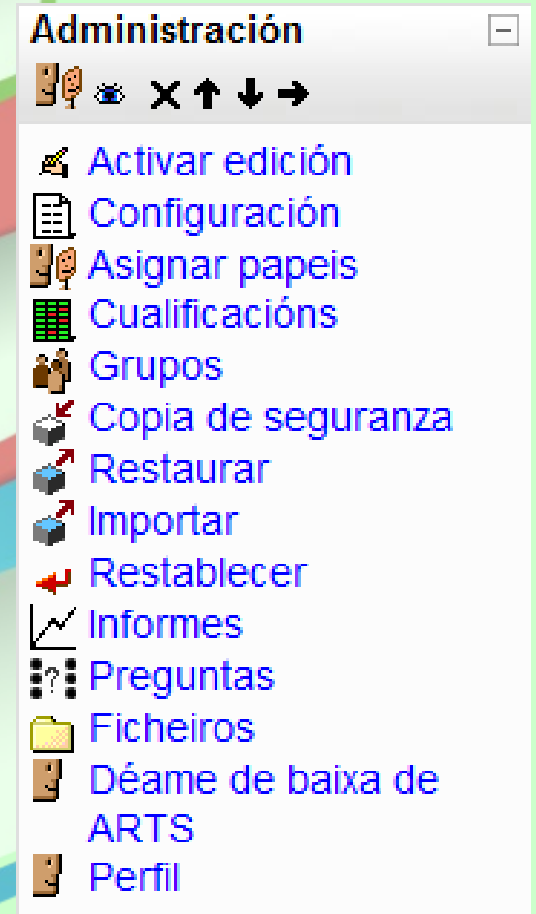 Administración
Activar edición
Configuración
Asignar papeis
Cualificacións
Grupos
Copia de seguranza
Restaurar
Importar
Restablecer
Informes
Preguntas
Ficheiros
Déame de baixa de
ARTS
Perfil